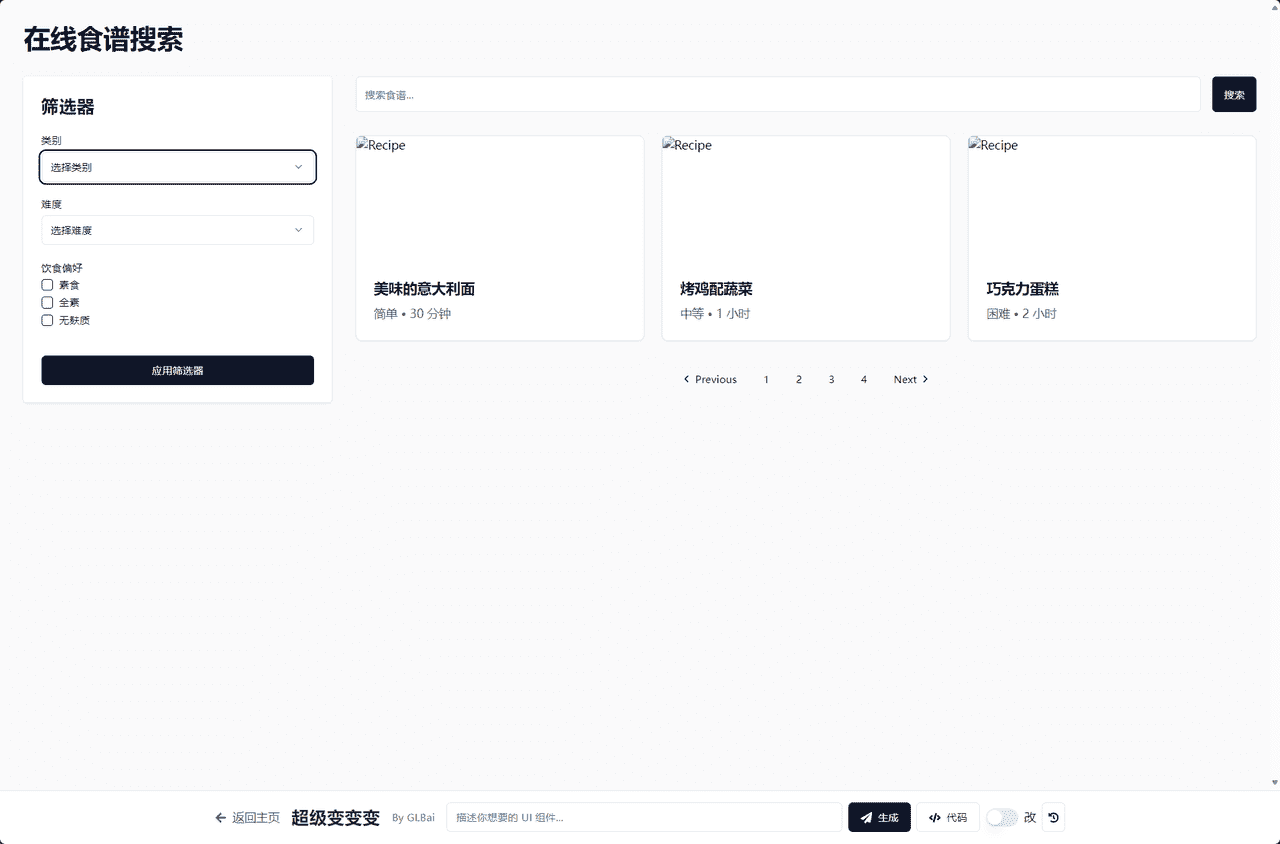 在线食谱搜索
筛选器
类别
选择类别
难度
选择难度
饮食偏好
素食
全素
无麸质
应用筛选器
搜索食谱...
搜索
Recipe
美味的意大利面
简单 • 30 分钟
Recipe
烤鸡配蔬菜
中等 • 1 小时
Recipe
巧克力蛋糕
困难 • 2 小时
Previous 1 2 3 4 Next
返回主页 超级变变变 By GLBai 描述你想要的 UI 组件... 生成 代码 改